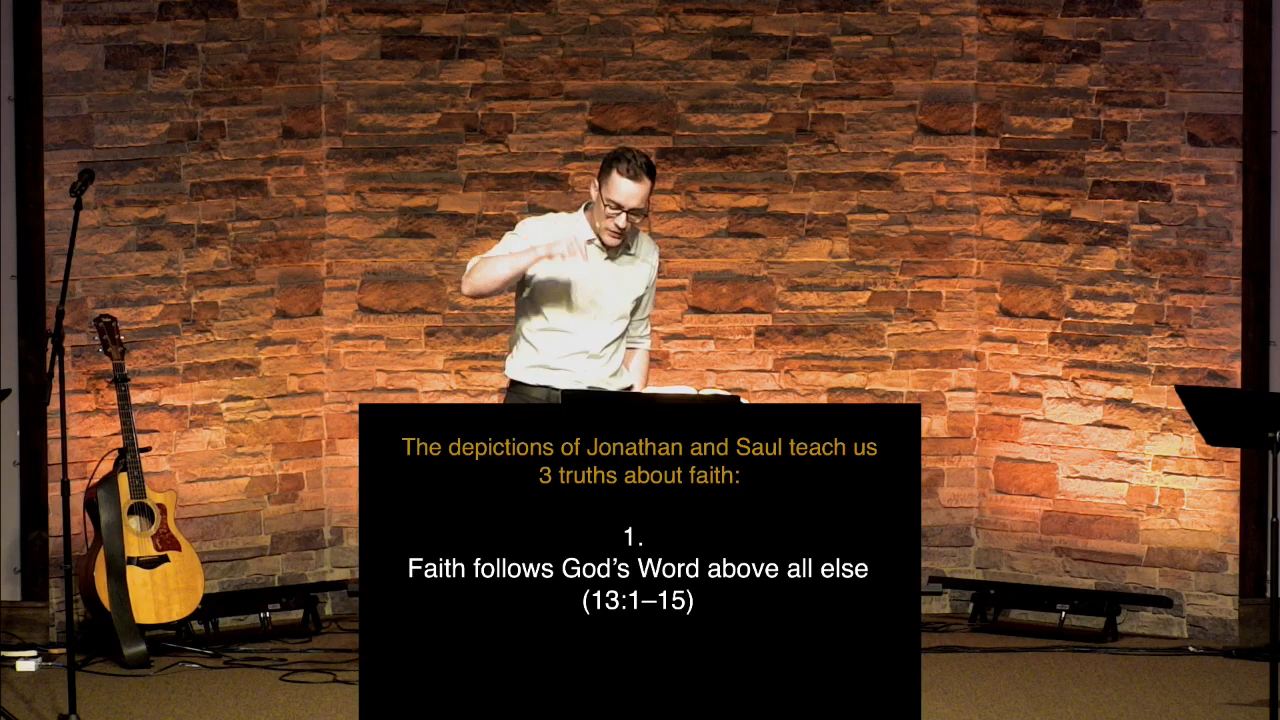 The depictions of Jonathan and Saul teach us
3 truths about faith:
1.
Faith follows God’s Word above all else
(13:1–15)